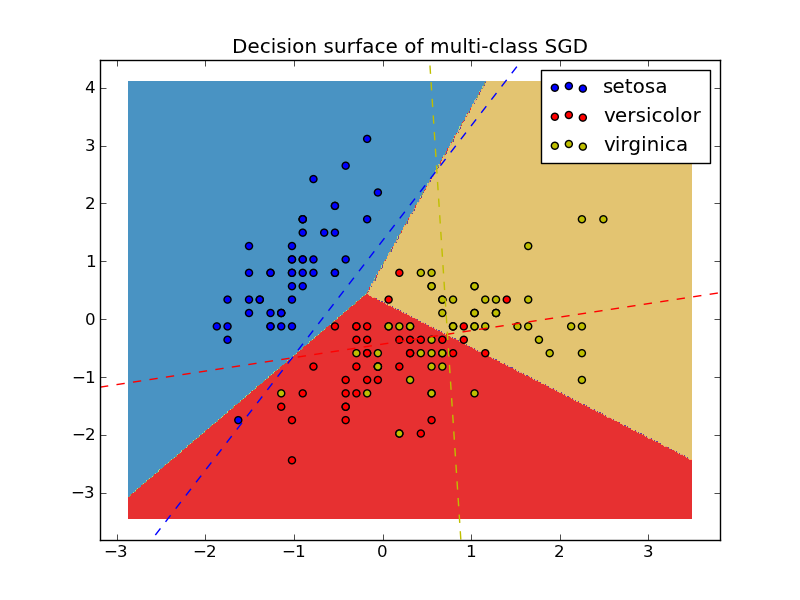 Decision surface of multi-class SGD
setosa
versicolor
virginica
4
3
2
1
0
−1
−2
−3
−3 −2 −1 0 1 2 3